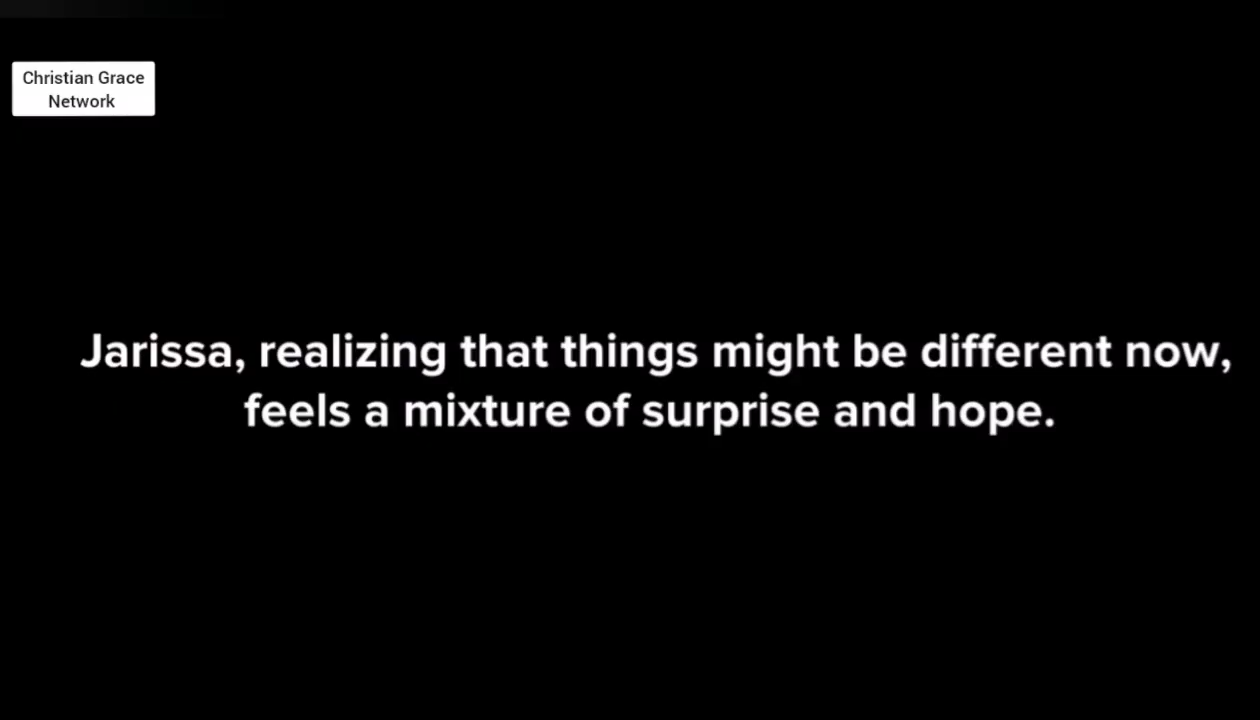 Christian Grace
Network
Jarissa, realizing that things might be different now,
feels a mixture of surprise and hope.